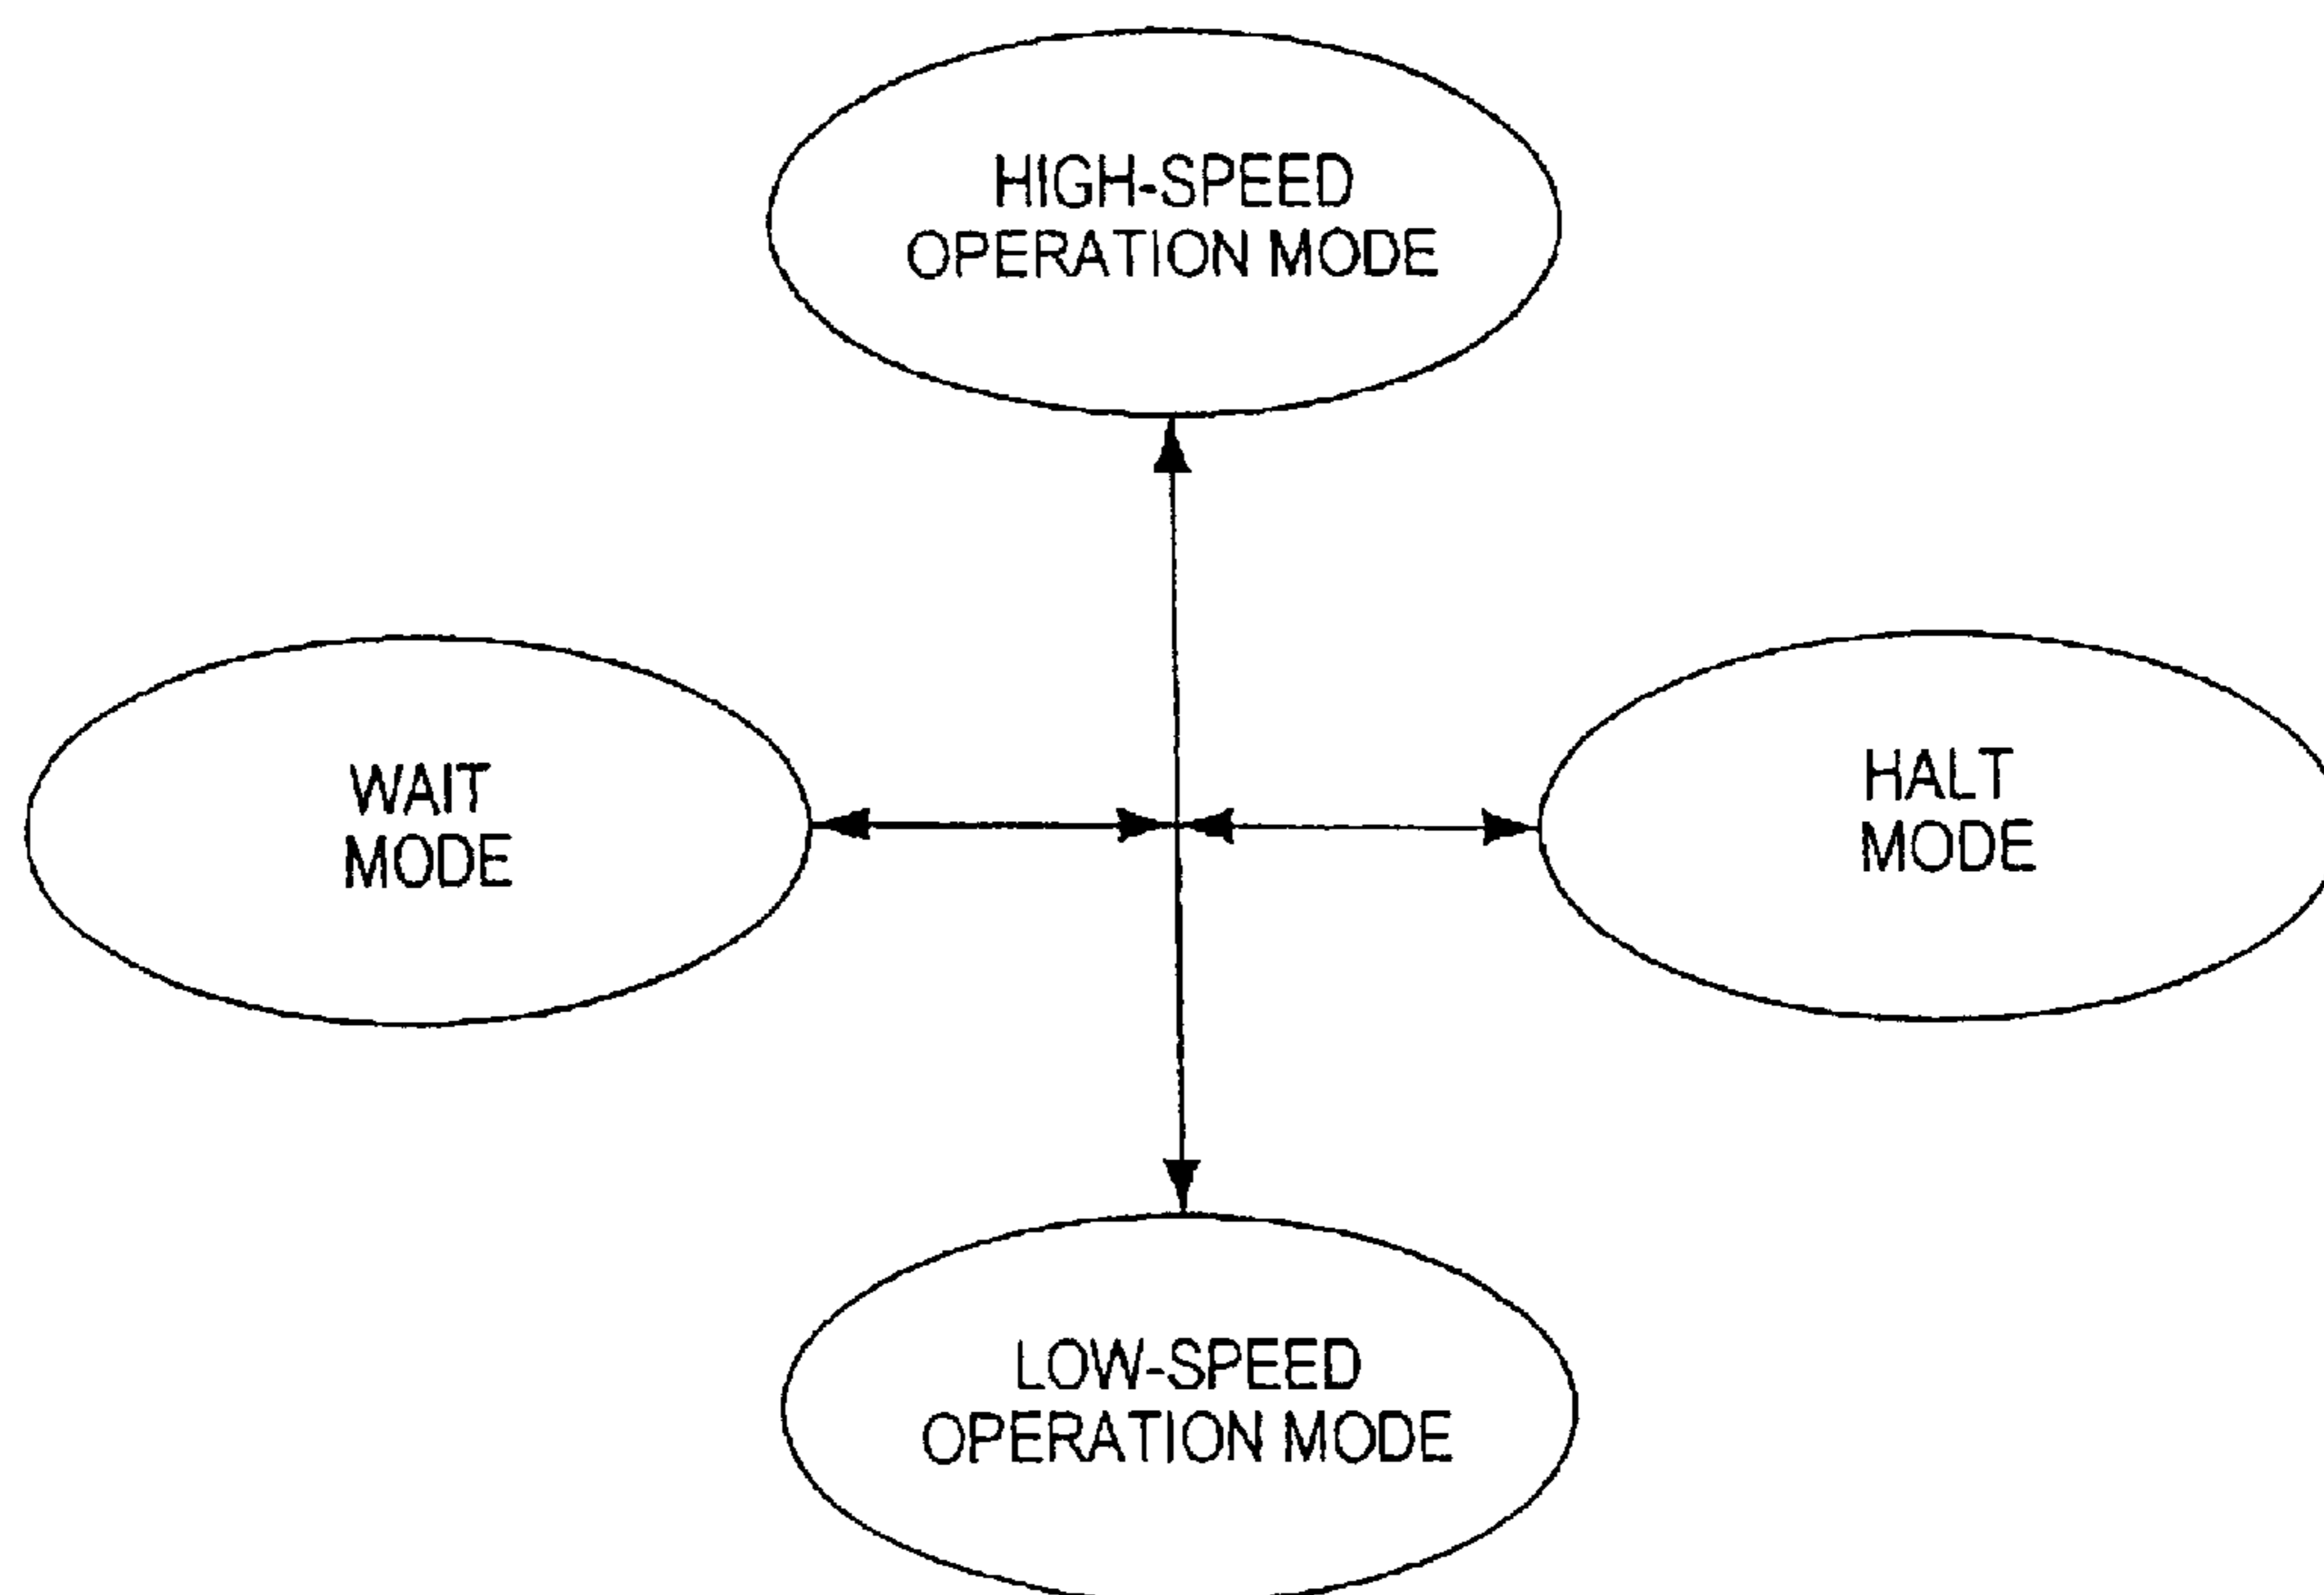 HIGH-SPEED
OPERATION MODE
WAIT
MODE
HALT
MODE
LOW-SPEED
OPERATION MODE